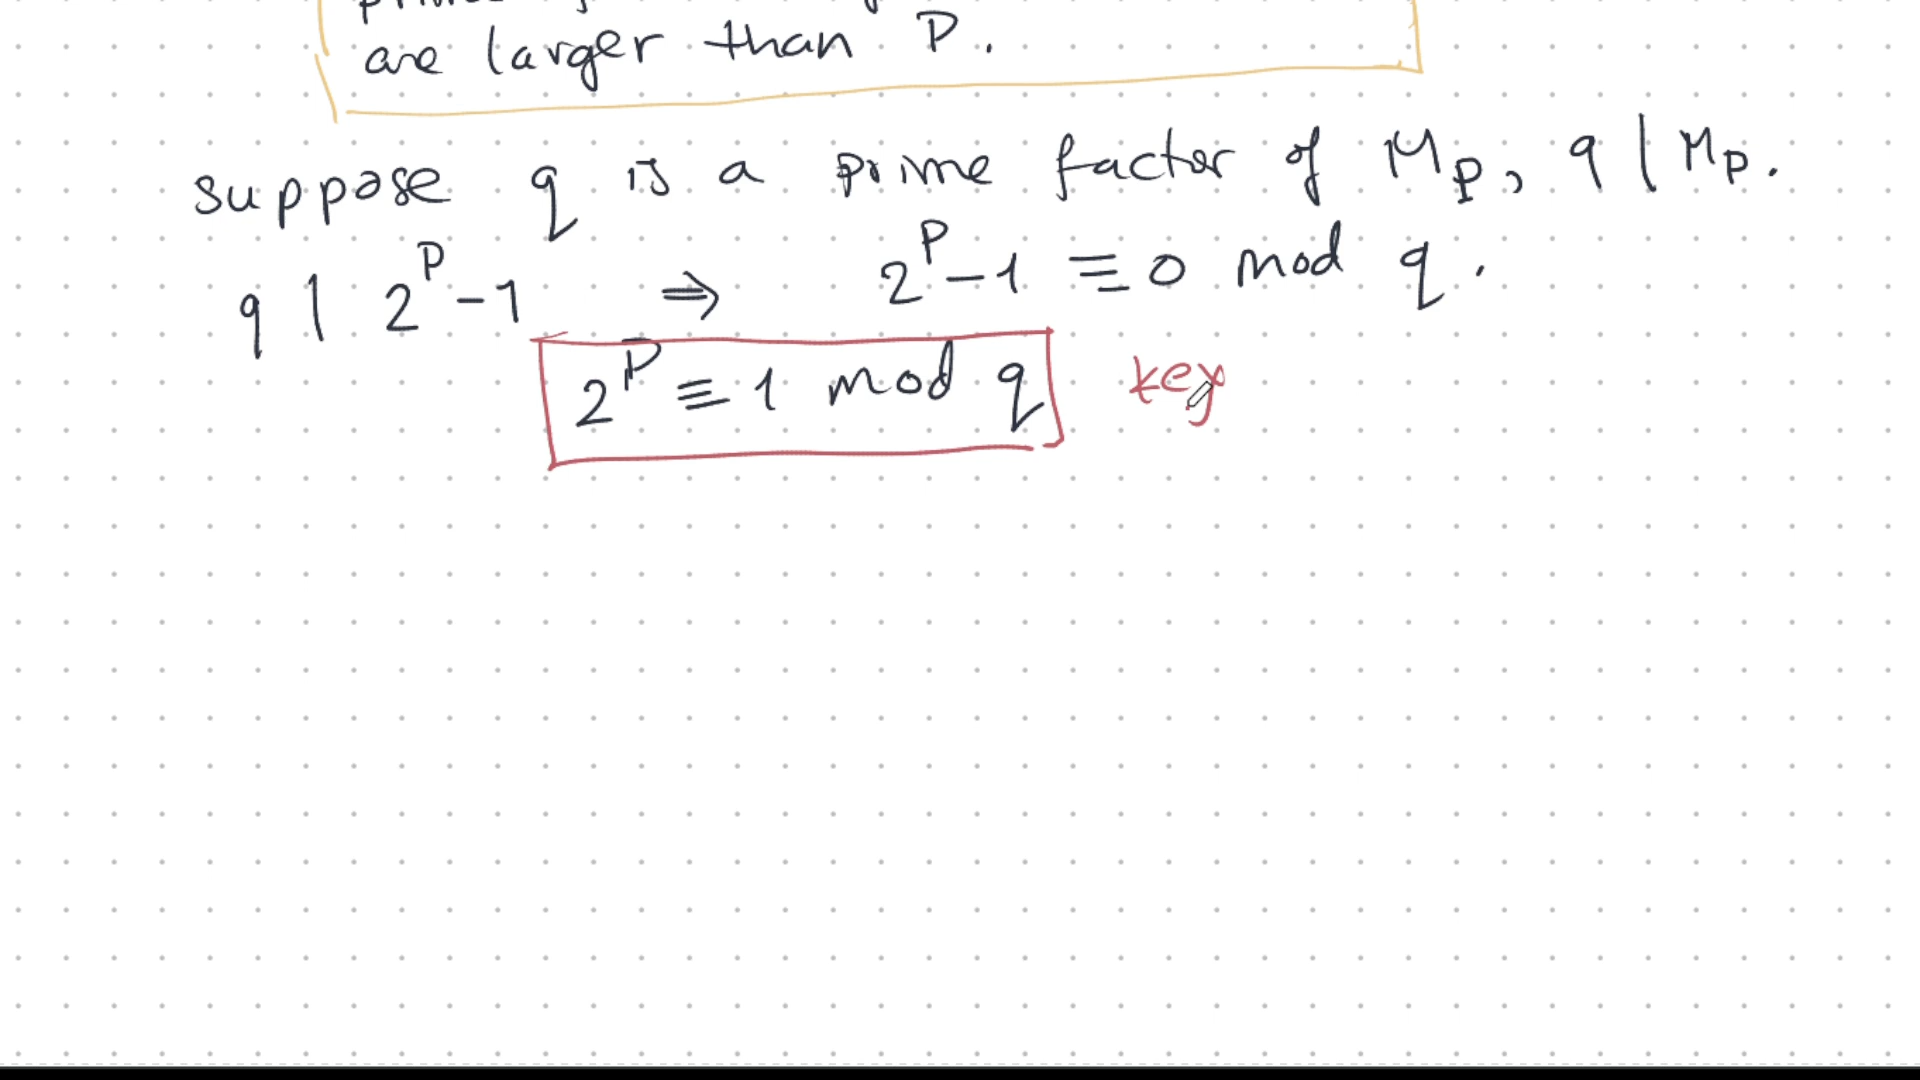 are larger than P.
suppose q is a prime factor of Mp, q | Mp.
q | 2^P - 1 ⇒ 2^P - 1 ≡ 0 mod q.
2^P ≡ 1 mod q key